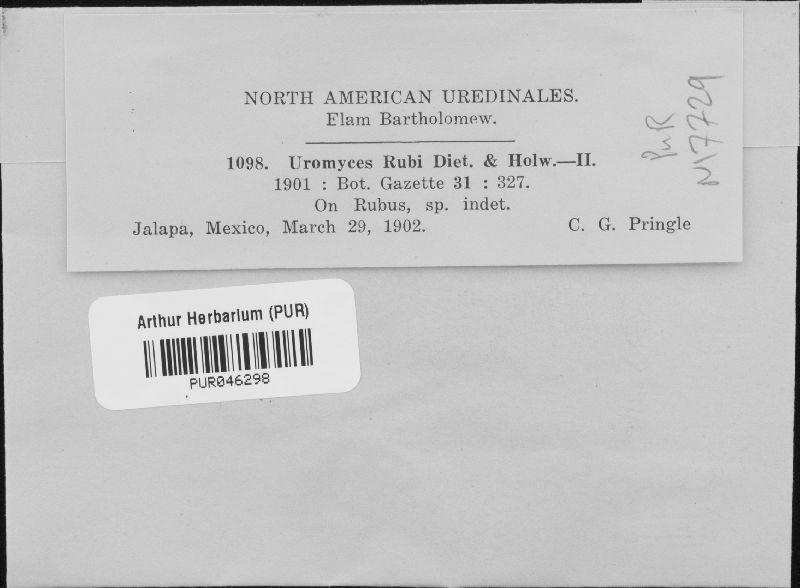 NORTH AMERICAN UREDINALES.
Elam Bartholomew.
1098. Uromyces Rubi Diet. & Holw.—II.
1901 : Bot. Gazette 31 : 327.
On Rubus, sp. indet.
Jalapa, Mexico, March 29, 1902. C. G. Pringle
PUR
N17729
Arthur Herbarium (PUR)
PUR046298